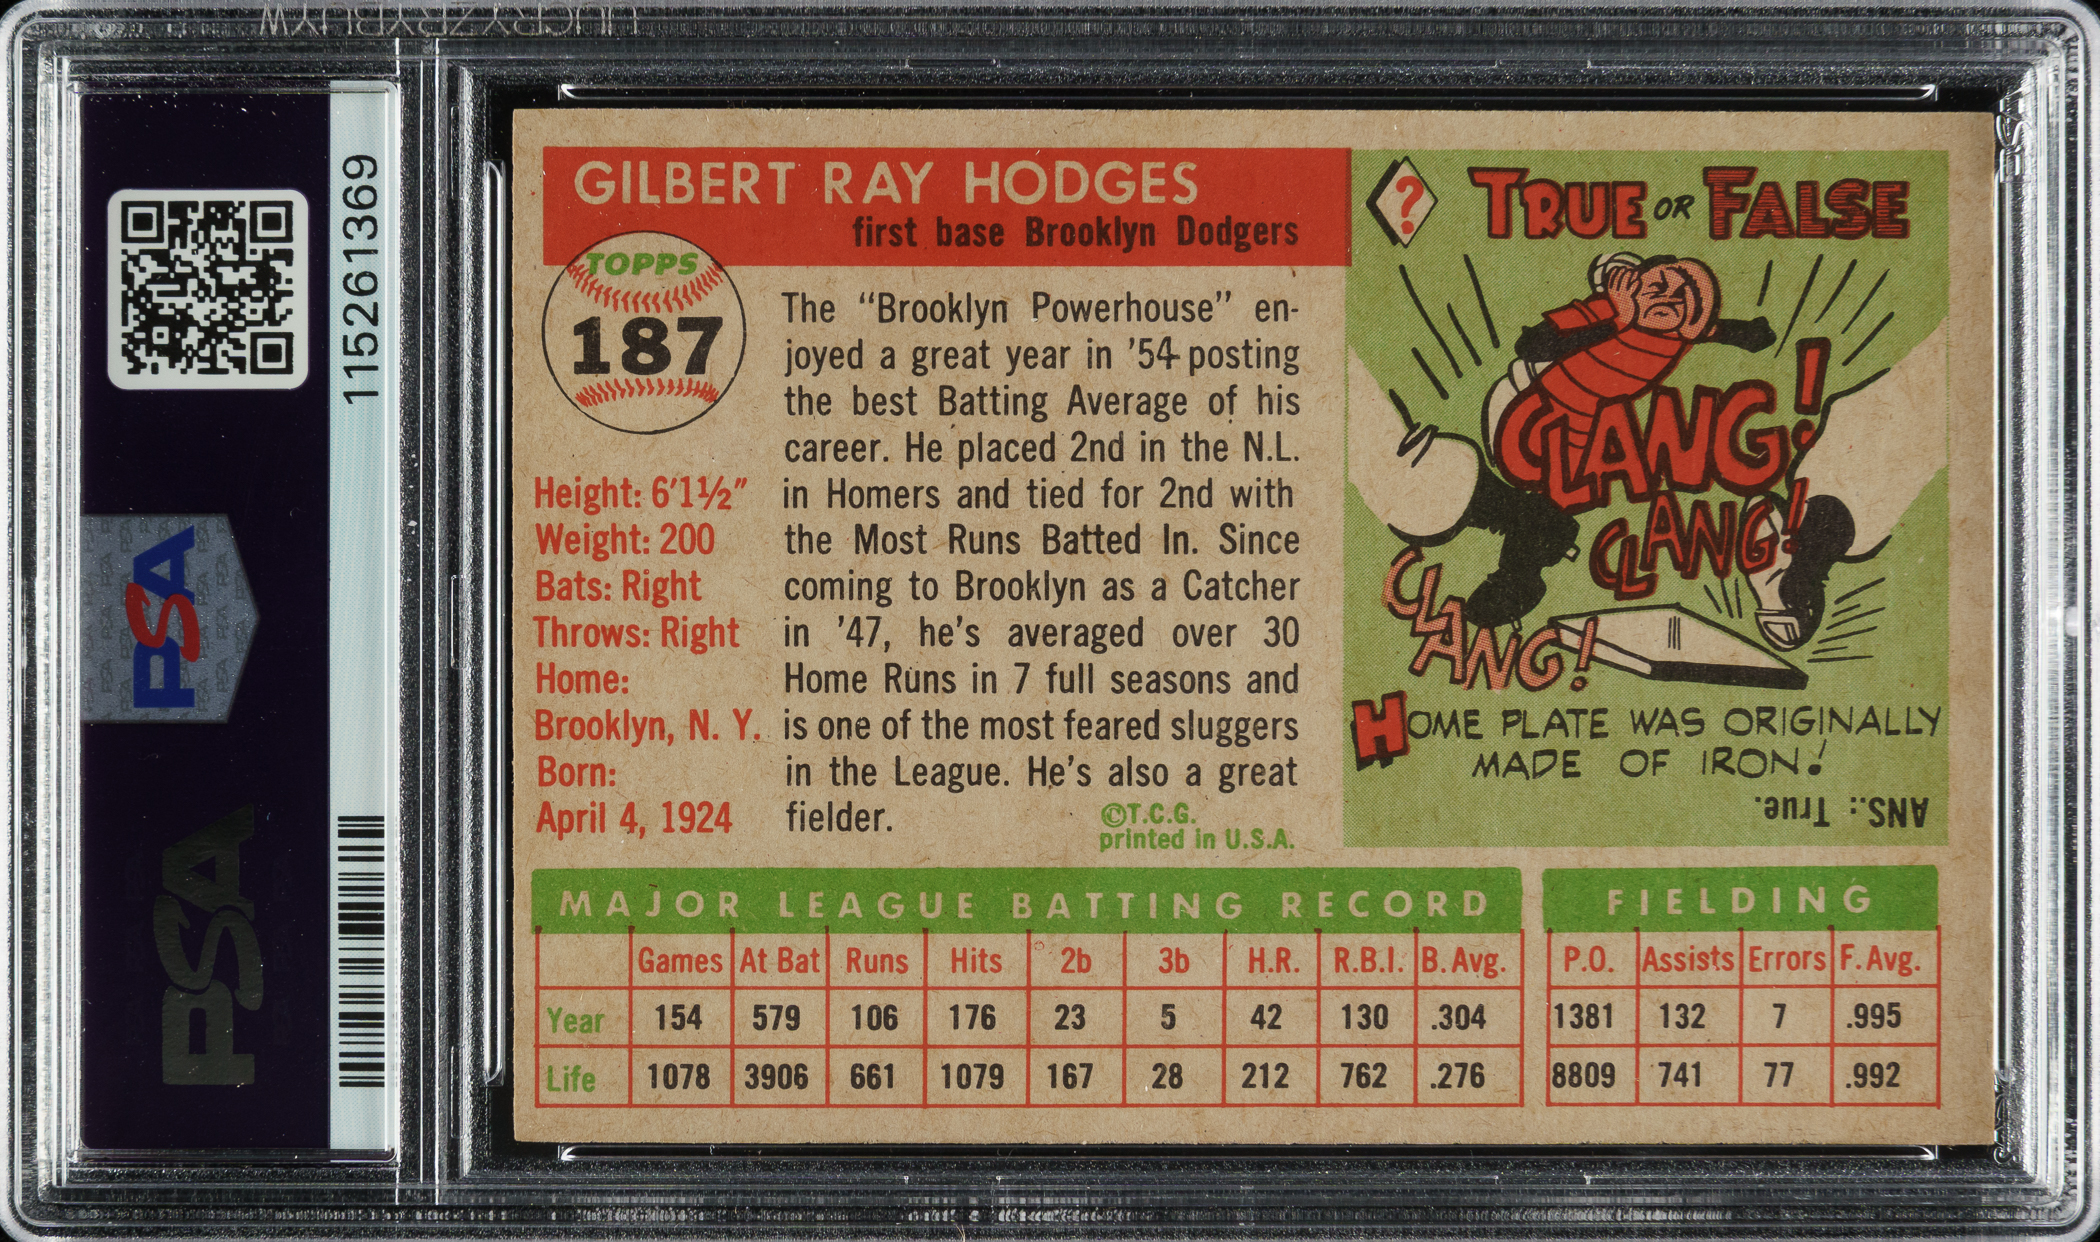 115261369
PSA
PSA
GILBERT RAY HODGES
first base Brooklyn Dodgers
TOPPS
187
Height: 6'1½"
Weight: 200
Bats: Right
Throws: Right
Home:
Brooklyn, N. Y.
Born:
April 4, 1924
The “Brooklyn Powerhouse” en-
joyed a great year in ’54 posting
the best Batting Average of his
career. He placed 2nd in the N.L.
in Homers and tied for 2nd with
the Most Runs Batted In. Since
coming to Brooklyn as a Catcher
in ’47, he’s averaged over 30
Home Runs in 7 full seasons and
is one of the most feared sluggers
in the League. He’s also a great
fielder.
©T.C.G.
printed in U.S.A.
? TRUE OR FALSE
CLANG!
CLANG!
CLANG!
HOME PLATE WAS ORIGINALLY
MADE OF IRON!
ANS.: True.
MAJOR LEAGUE BATTING RECORD
Games At Bat Runs Hits 2b 3b H.R. R.B.I. B. Avg.
Year 154 579 106 176 23 5 42 130 .304
Life 1078 3906 661 1079 167 28 212 762 .276
FIELDING
P.O. Assists Errors F. Avg.
1381 132 7 .995
8809 741 77 .992